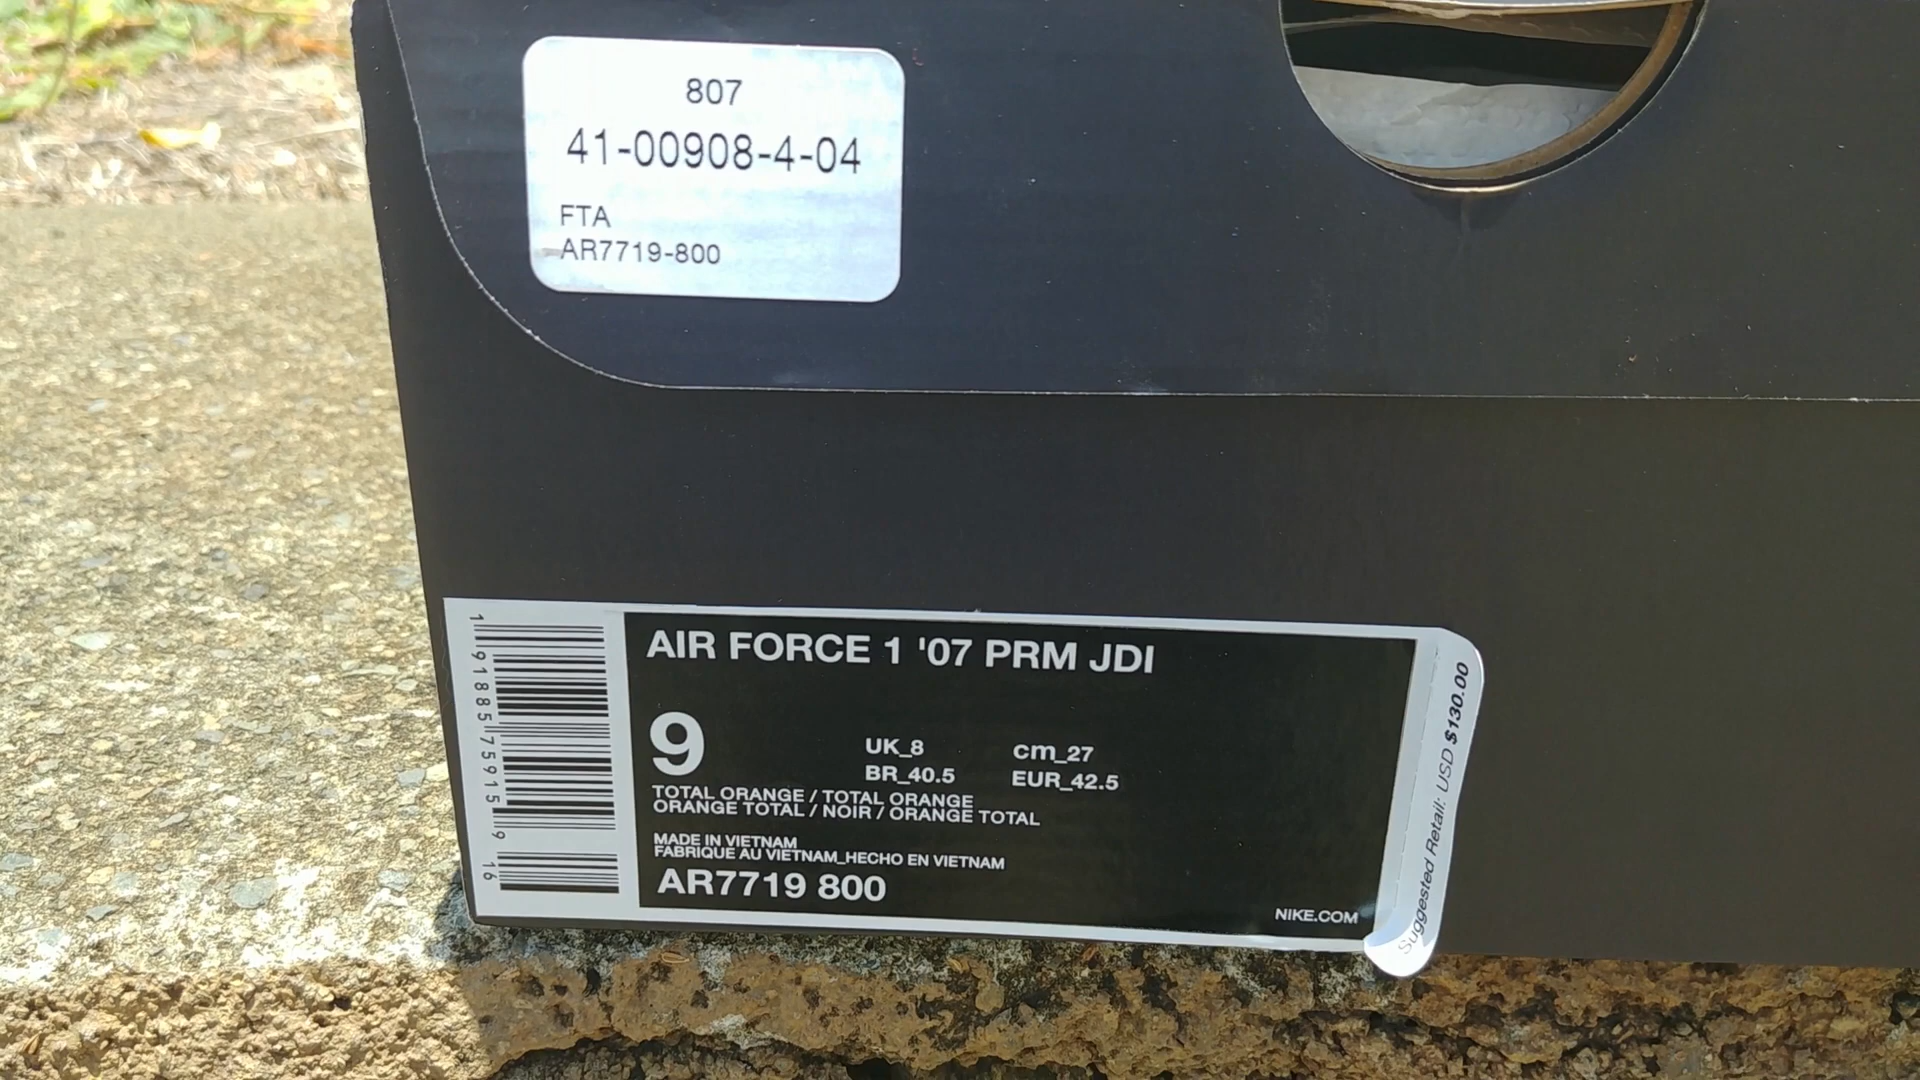 807
41-00908-4-04
FTA
AR7719-800
AIR FORCE 1 '07 PRM JDI
9
UK_8 cm_27
BR_40.5 EUR_42.5
TOTAL ORANGE / TOTAL ORANGE
ORANGE TOTAL / NOIR / ORANGE TOTAL
MADE IN VIETNAM
FABRIQUE AU VIETNAM_HECHO EN VIETNAM
AR7719 800
NIKE.COM
1 91885 75915 9 16
Suggested Retail: USD $130.00